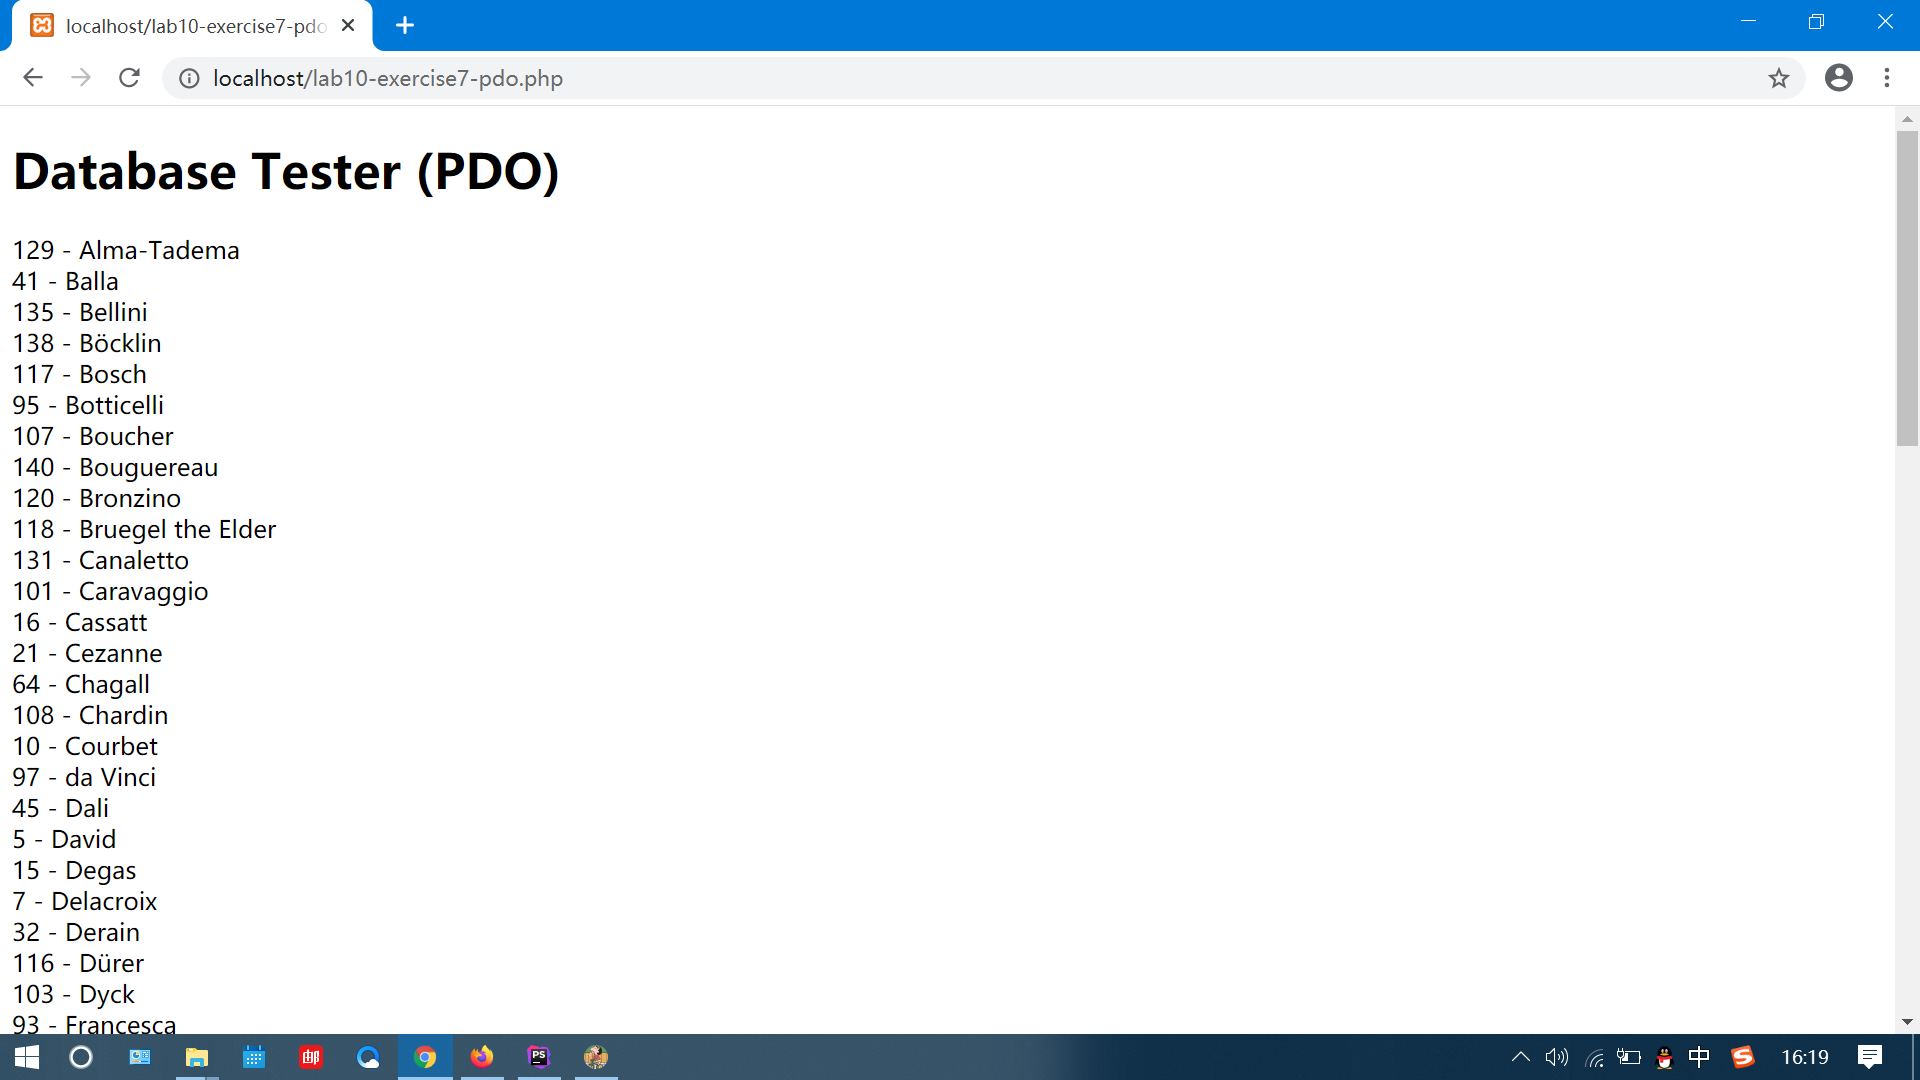 localhost/lab10-exercise7-pdo
localhost/lab10-exercise7-pdo.php
Database Tester (PDO)
129 - Alma-Tadema
41 - Balla
135 - Bellini
138 - Böcklin
117 - Bosch
95 - Botticelli
107 - Boucher
140 - Bouguereau
120 - Bronzino
118 - Bruegel the Elder
131 - Canaletto
101 - Caravaggio
16 - Cassatt
21 - Cezanne
64 - Chagall
108 - Chardin
10 - Courbet
97 - da Vinci
45 - Dali
5 - David
15 - Degas
7 - Delacroix
32 - Derain
116 - Dürer
103 - Dyck
93 - Francesca
邮
PS
中
S
16:19